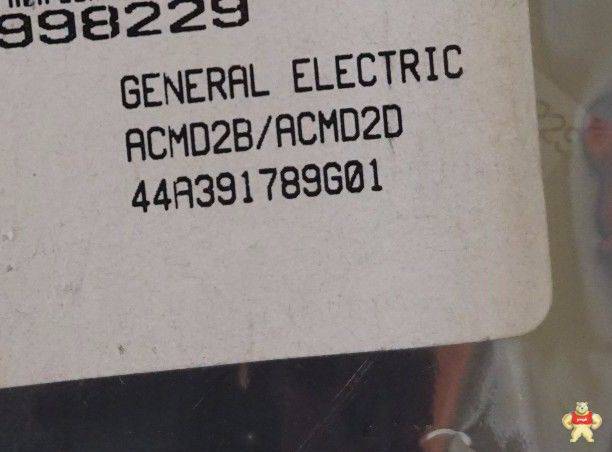 998229
GENERAL ELECTRIC
ACMD2B/ACMD2D
44A391789G01